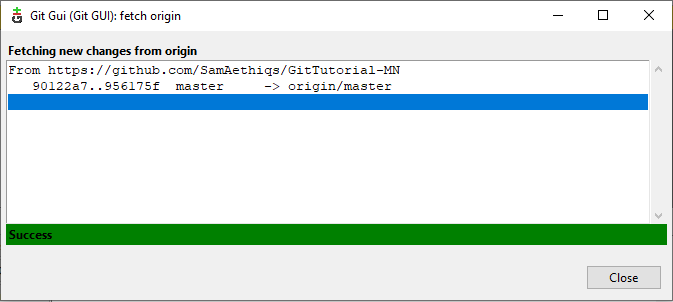 Git Gui (Git GUI): fetch origin
Fetching new changes from origin
From https://github.com/SamAethiqs/GitTutorial-MN
90122a7..956175f  master     -> origin/master
Success
Close